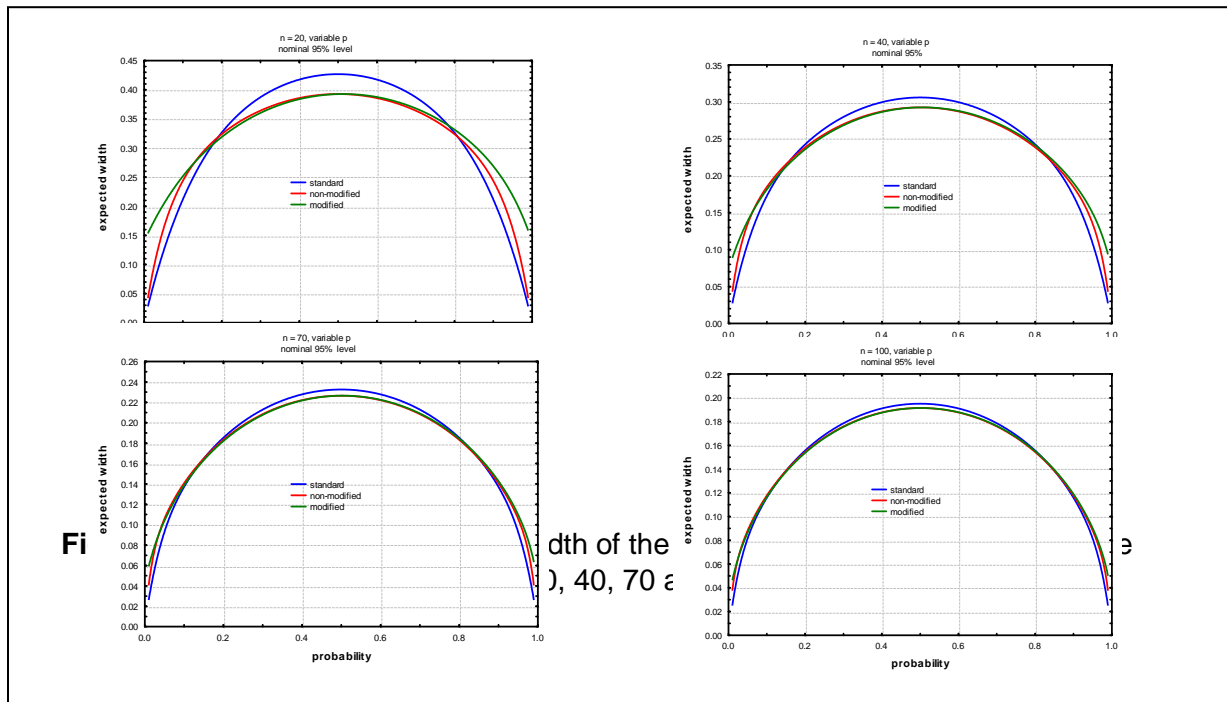 n = 20, variable p
nominal 95% level
0.45
0.40
0.35
0.30
0.25
0.20
0.15
0.10
0.05
0.00
expected width
standard
non-modified
modified
n = 40, variable p
nominal 95%
0.35
0.30
0.25
0.20
0.15
0.10
0.05
0.00
expected width
standard
non-modified
modified
0.0 0.2 0.4 0.6 0.8 1.0
n = 70, variable p
nominal 95% level
0.26
0.24
0.22
0.20
0.18
0.16
0.14
0.12
0.10
0.08
0.06
0.04
0.02
0.00
expected width
standard
non-modified
modified
0.0 0.2 0.4 0.6 0.8 1.0
probability
n = 100, variable p
nominal 95% level
0.22
0.20
0.18
0.16
0.14
0.12
0.10
0.08
0.06
0.04
0.02
0.00
expected width
standard
non-modified
modified
0.0 0.2 0.4 0.6 0.8 1.0
probability
Fi dth of the e
0, 40, 70 a